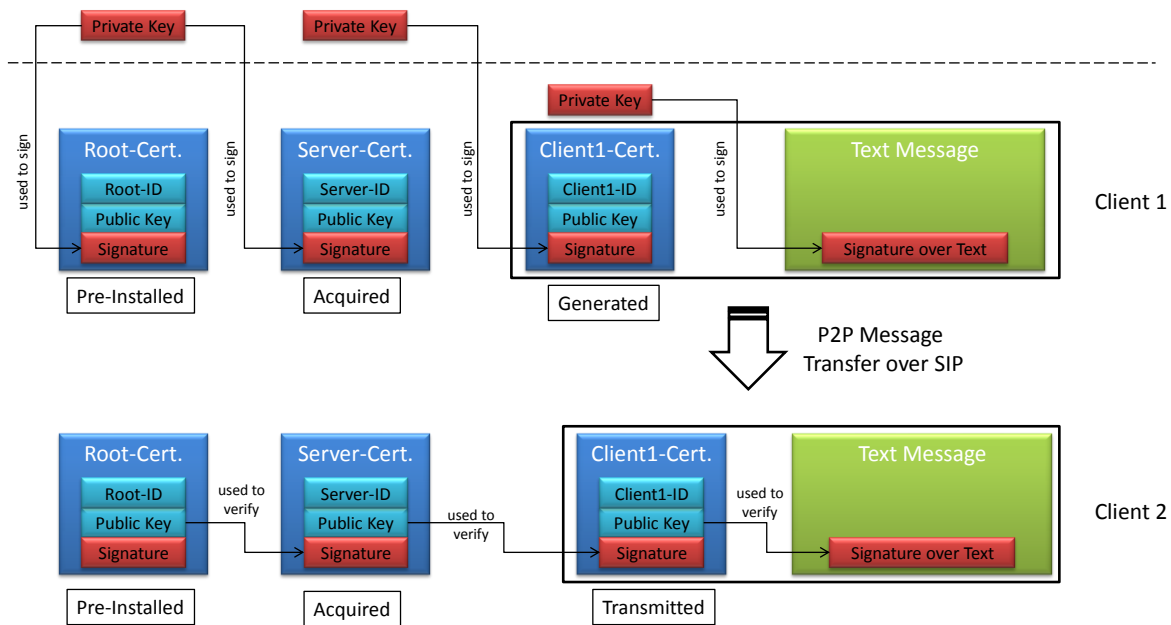 Private Key
Private Key
Private Key
used to sign
Root-Cert.
Root-ID
Public Key
Signature
Pre-Installed
used to sign
Server-Cert.
Server-ID
Public Key
Signature
Acquired
used to sign
Client1-Cert.
Client1-ID
Public Key
Signature
Generated
used to sign
Text Message
Signature over Text
Client 1
P2P Message
Transfer over SIP
Root-Cert.
Root-ID
Public Key
Signature
Pre-Installed
used to
verify
Server-Cert.
Server-ID
Public Key
Signature
Acquired
used to
verify
Client1-Cert.
Client1-ID
Public Key
Signature
Transmitted
used to
verify
Text Message
Signature over Text
Client 2